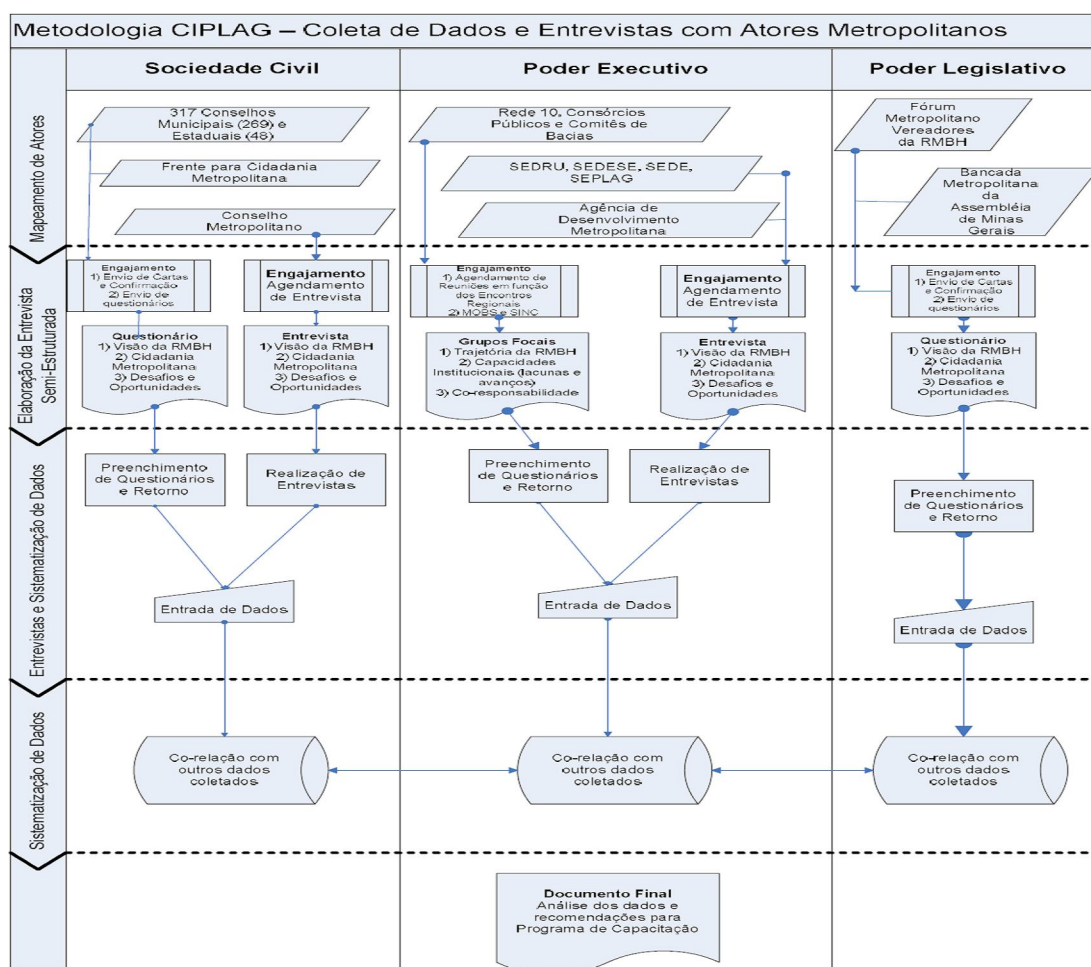 Metodologia CIPLAG – Coleta de Dados e Entrevistas com Atores Metropolitanos
Sociedade Civil
Poder Executivo
Poder Legislativo
Mapeamento de Atores
317 Conselhos
Municipais (269) e
Estaduais (48)
Frente para Cidadania
Metropolitana
Conselho
Metropolitano
Rede 10, Consórcios
Públicos e Comitês de
Bacias
SEDRU, SEDESE, SEDE,
SEPLAG
Agência de
Desenvolvimento
Metropolitana
Fórum
Metropolitano
Vereadores
da RMBH
Bancada
Metropolitana
da Assembléia
de Minas
Gerais
Elaboração da Entrevista
Semi-Estruturada
Engajamento
1) Envio de Cartas
e Confirmação
2) Envio de
questionários
Engajamento
Agendamento
de Entrevista
Engajamento
1) Agendamento de
Reuniões em função
dos Encontros
Regionais
2) MOBS e SINC
Engajamento
Agendamento
de Entrevista
Engajamento
1) Envio de Cartas
e Confirmação
2) Envio de
questionários
Questionário
1) Visão da RMBH
2) Cidadania
Metropolitana
3) Desafios e
Oportunidades
Entrevista
1) Visão da RMBH
2) Cidadania
Metropolitana
3) Desafios e
Oportunidades
Grupos Focais
1) Trajetória da RMBH
2) Capacidades
Institucionais (lacunas e
avanços)
3) Co-responsabilidade
Entrevista
1) Visão da RMBH
2) Cidadania
Metropolitana
3) Desafios e
Oportunidades
Questionário
1) Visão da RMBH
2) Cidadania
Metropolitana
3) Desafios e
Oportunidades
Entrevistas e Sistematização de Dados
Preenchimento
de Questionários
e Retorno
Realização de
Entrevistas
Preenchimento
de Questionários
e Retorno
Realização de
Entrevistas
Preenchimento
de Questionários
e Retorno
Entrada de Dados
Entrada de Dados
Entrada de Dados
Sistematização de Dados
Co-relação com
outros dados
coletados
Co-relação com
outros dados
coletados
Co-relação com
outros dados
coletados
Documento Final
Análise dos dados e
recomendações para
Programa de Capacitação